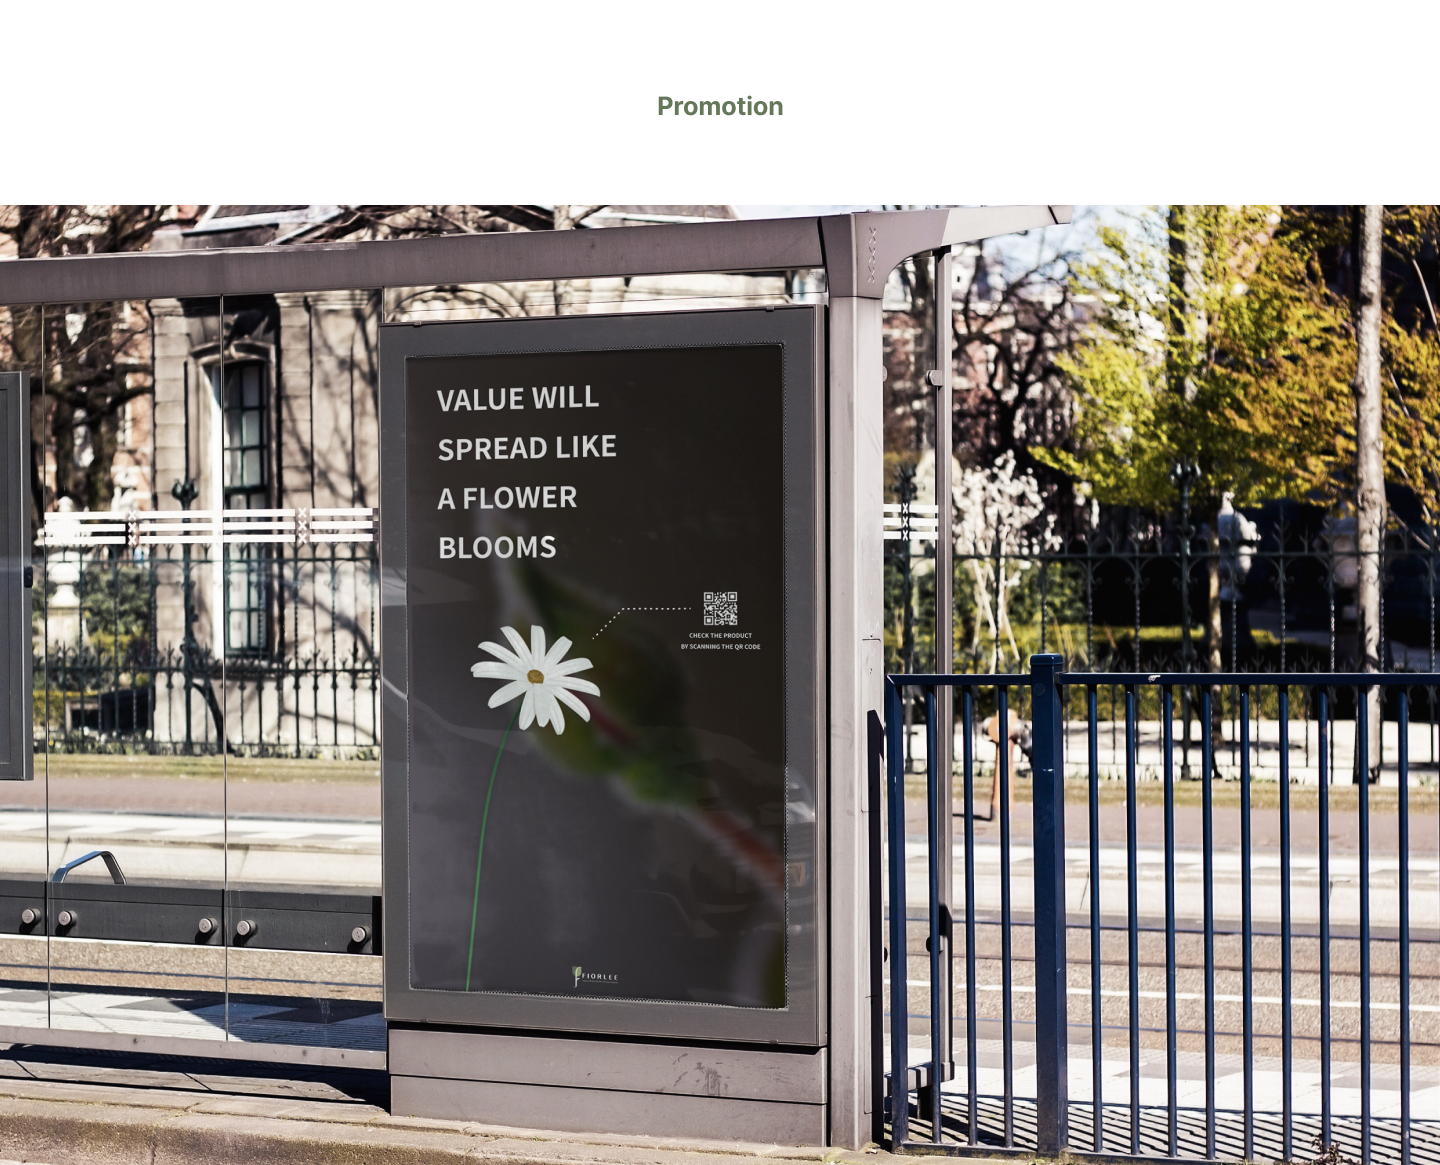 Promotion
VALUE WILL
SPREAD LIKE
A FLOWER
BLOOMS
CHECK THE PRODUCT
BY SCANNING THE QR CODE
FIORLEE